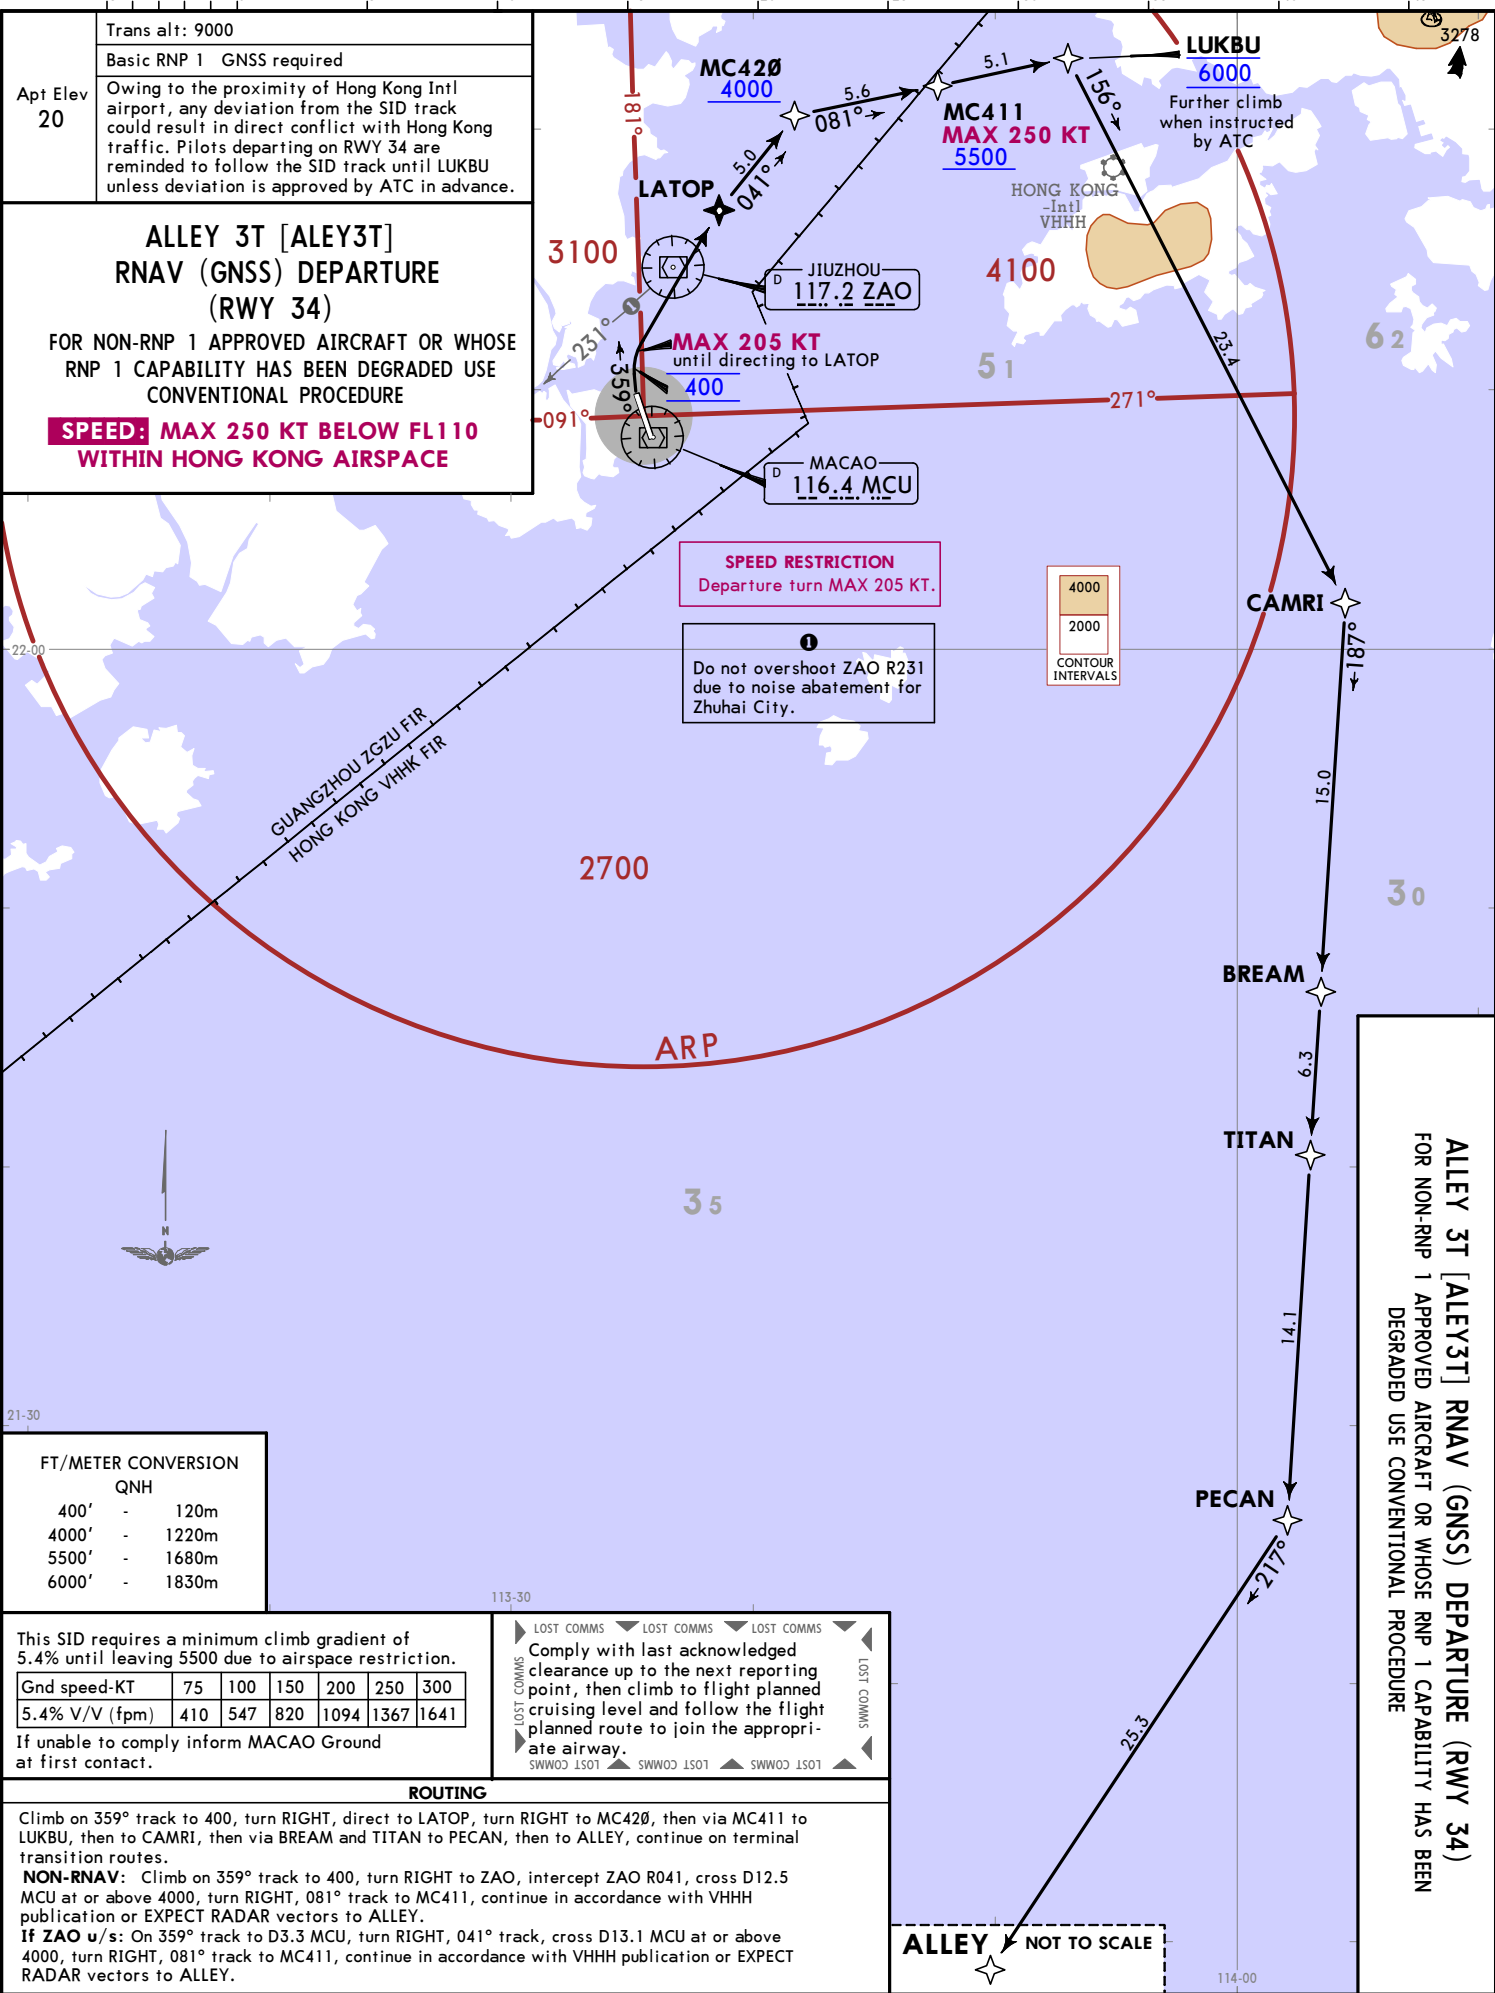 Trans alt: 9000
Basic RNP 1 GNSS required
Apt Elev
20
Owing to the proximity of Hong Kong Intl
airport, any deviation from the SID track
could result in direct conflict with Hong Kong
traffic. Pilots departing on RWY 34 are
reminded to follow the SID track until LUKBU
unless deviation is approved by ATC in advance.
ALLEY 3T [ALEY3T]
RNAV (GNSS) DEPARTURE
(RWY 34)
FOR NON-RNP 1 APPROVED AIRCRAFT OR WHOSE
RNP 1 CAPABILITY HAS BEEN DEGRADED USE
CONVENTIONAL PROCEDURE
SPEED: MAX 250 KT BELOW FL110
WITHIN HONG KONG AIRSPACE
181°
MC42Ø
4000
5.6
081°
5.1
MC411
MAX 250 KT
5500
LUKBU
6000
Further climb
when instructed
by ATC
156°
3278
HONG KONG
-Intl
VHHH
LATOP
5.0
041°
3100
4100
JIUZHOU
D 117.2 ZAO
1
231°
359°
MAX 205 KT
until directing to LATOP
400
091°
271°
5 1
6 2
23.4
MACAO
D 116.4 MCU
SPEED RESTRICTION
Departure turn MAX 205 KT.
1
Do not overshoot ZAO R231
due to noise abatement for
Zhuhai City.
4000
2000
CONTOUR
INTERVALS
CAMRI
187°
22-00
GUANGZHOU ZGZU FIR
HONG KONG VHHK FIR
15.0
2700
3 0
BREAM
ARP
6.3
TITAN
3 5
N
14.1
21-30
PECAN
217°
113-30
25.3
FT/METER CONVERSION
QNH
400' - 120m
4000' - 1220m
5500' - 1680m
6000' - 1830m
This SID requires a minimum climb gradient of
5.4% until leaving 5500 due to airspace restriction.
Gnd speed-KT 75 100 150 200 250 300
5.4% V/V (fpm) 410 547 820 1094 1367 1641
If unable to comply inform MACAO Ground
at first contact.
LOST COMMS LOST COMMS LOST COMMS
LOST COMMS
Comply with last acknowledged
clearance up to the next reporting
point, then climb to flight planned
cruising level and follow the flight
planned route to join the appropri-
ate airway.
LOST COMMS
LOST COMMS LOST COMMS LOST COMMS
ROUTING
Climb on 359° track to 400, turn RIGHT, direct to LATOP, turn RIGHT to MC42Ø, then via MC411 to
LUKBU, then to CAMRI, then via BREAM and TITAN to PECAN, then to ALLEY, continue on terminal
transition routes.
NON-RNAV: Climb on 359° track to 400, turn RIGHT to ZAO, intercept ZAO R041, cross D12.5
MCU at or above 4000, turn RIGHT, 081° track to MC411, continue in accordance with VHHH
publication or EXPECT RADAR vectors to ALLEY.
If ZAO u/s: On 359° track to D3.3 MCU, turn RIGHT, 041° track, cross D13.1 MCU at or above
4000, turn RIGHT, 081° track to MC411, continue in accordance with VHHH publication or EXPECT
RADAR vectors to ALLEY.
ALLEY
NOT TO SCALE
114-00
ALLEY 3T [ALEY3T] RNAV (GNSS) DEPARTURE (RWY 34)
FOR NON-RNP 1 APPROVED AIRCRAFT OR WHOSE RNP 1 CAPABILITY HAS BEEN
DEGRADED USE CONVENTIONAL PROCEDURE